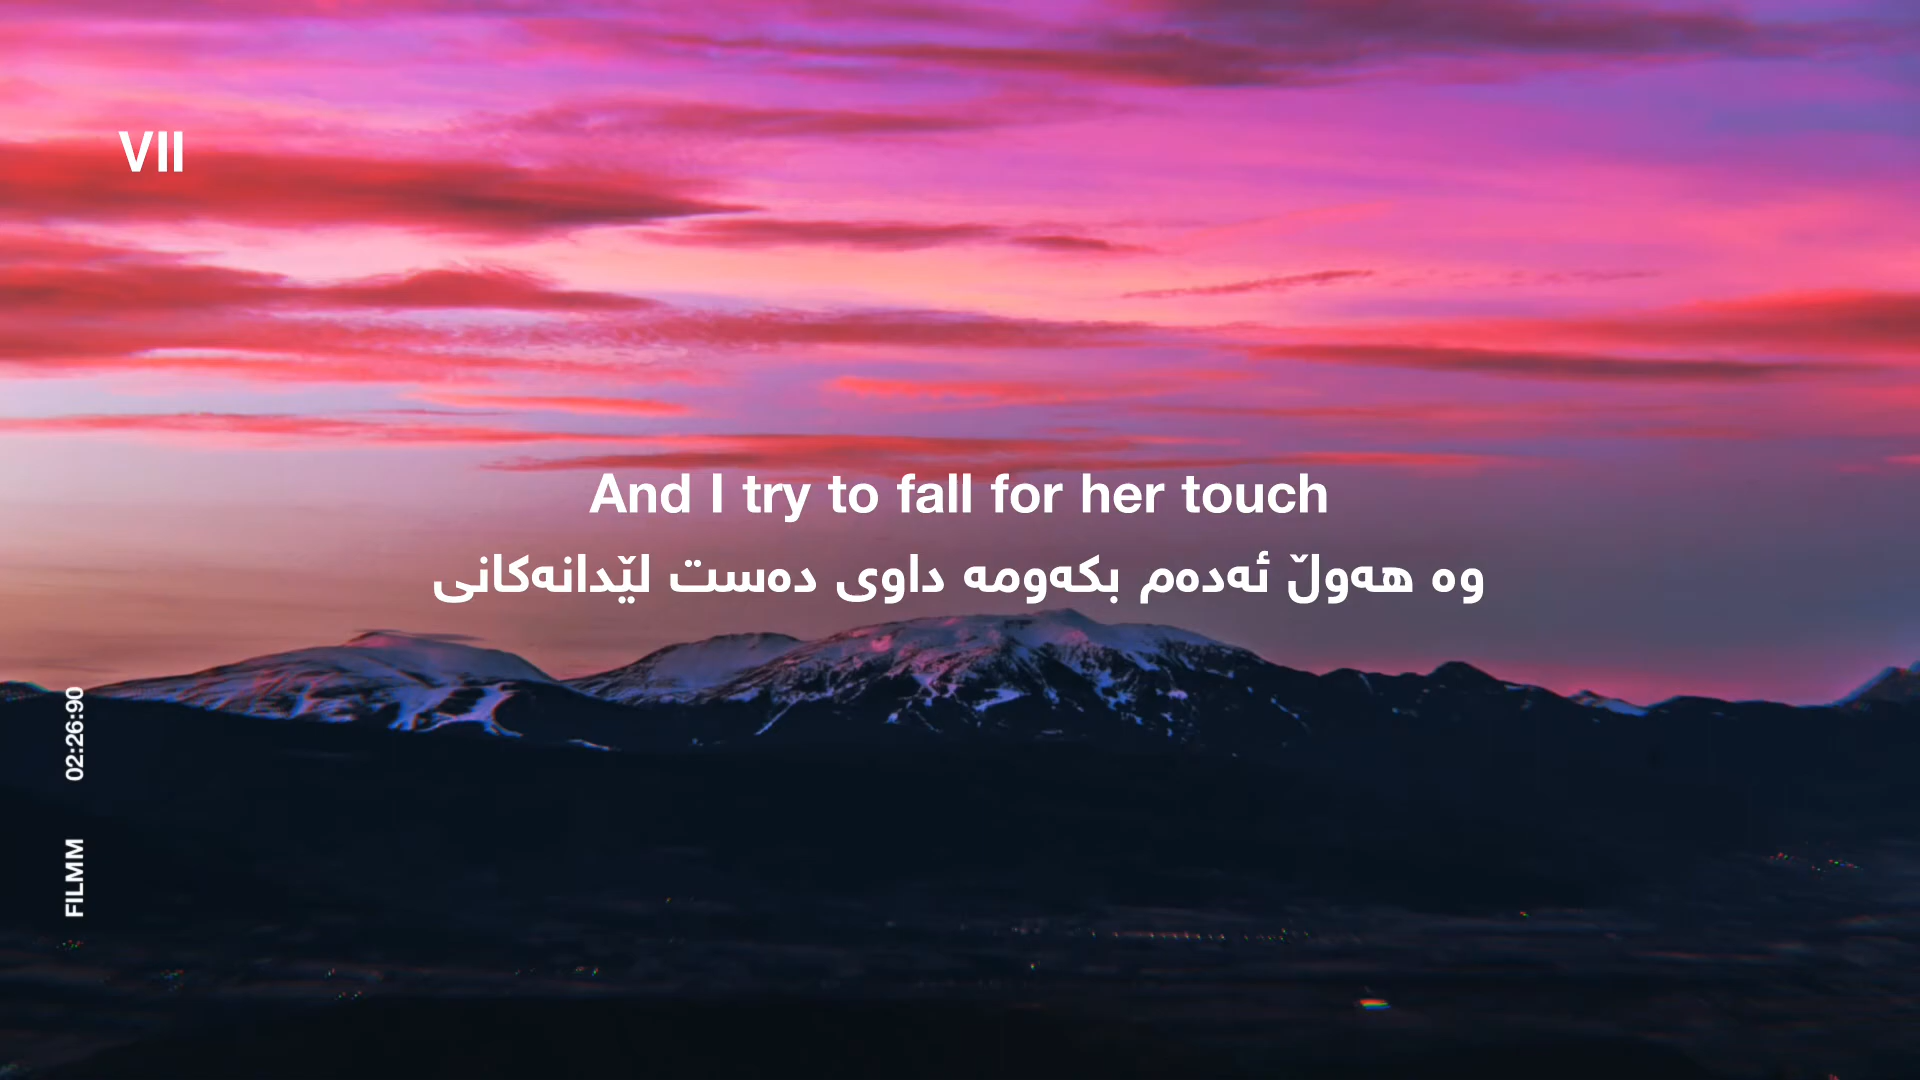 VII
And I try to fall for her touch
وە هەوڵ ئەدەم بکەومە داوی دەست لێدانەکانی
02:26:90
FILMM